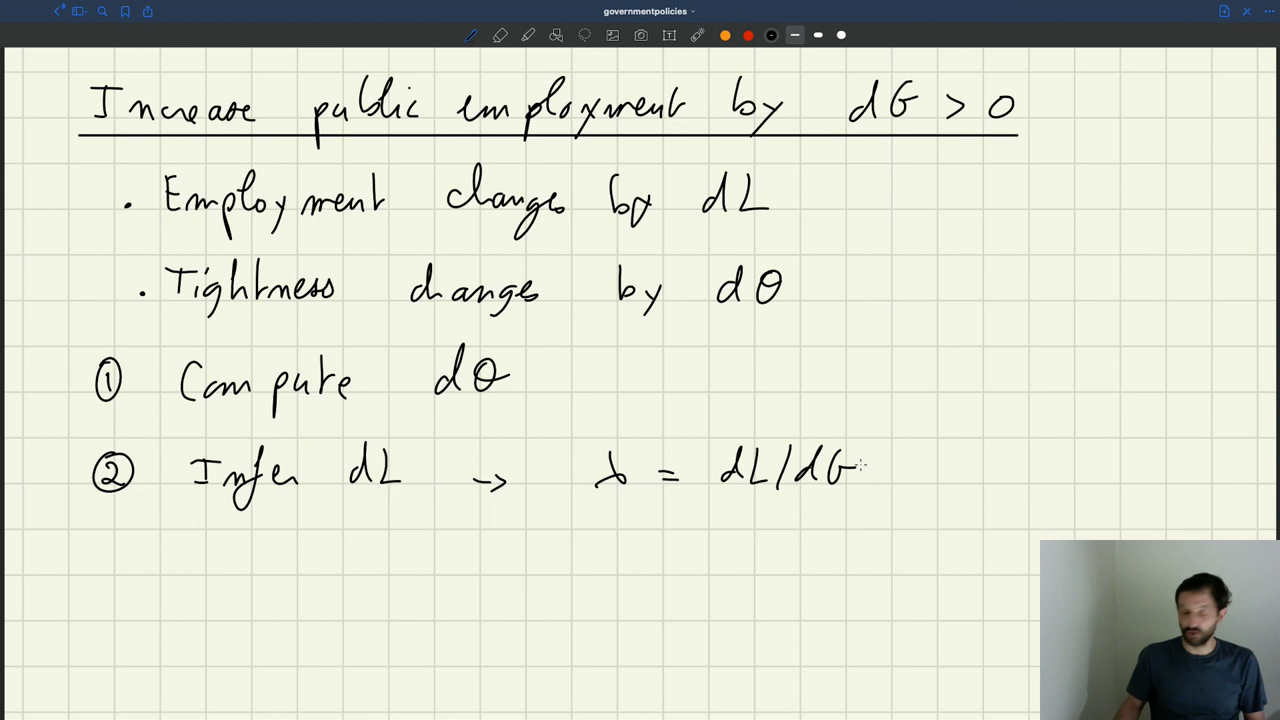 governmentpolicies
Increase public employment by dG > 0
. Employment changes by dL
. Tightness changes by dθ
① Compute dθ
② Infer dL → λ = dL/dG